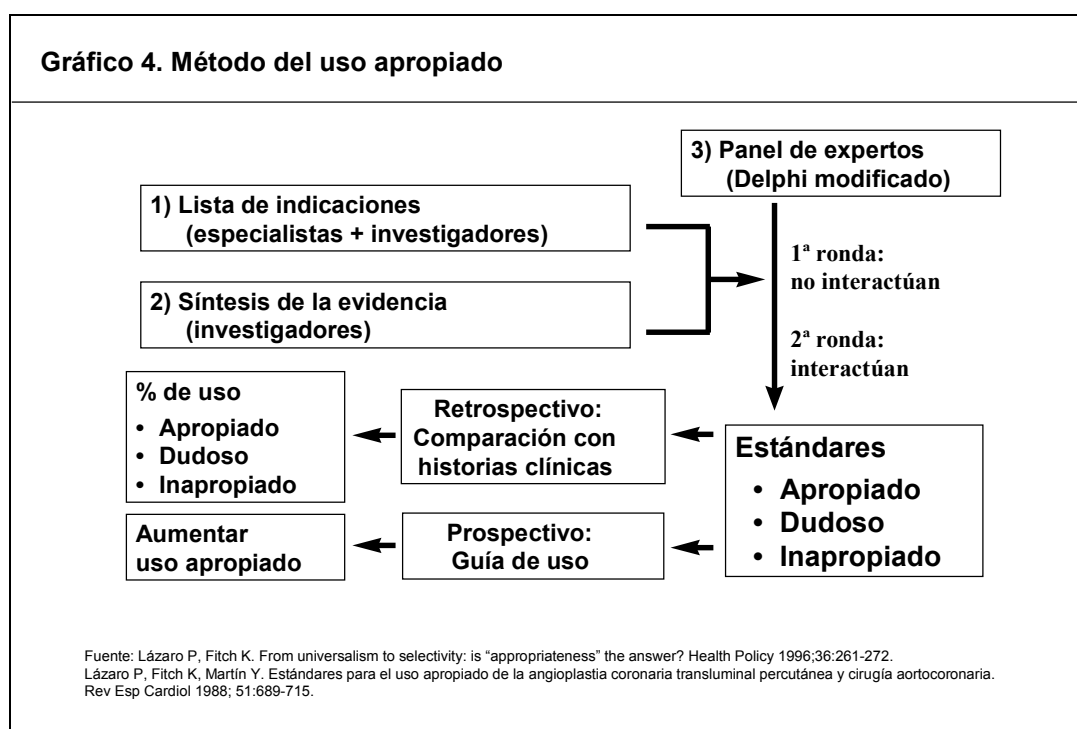 Gráfico 4. Método del uso apropiado
3) Panel de expertos
(Delphi modificado)
1) Lista de indicaciones
(especialistas + investigadores)
2) Síntesis de la evidencia
(investigadores)
1ª ronda:
no interactúan
2ª ronda:
interactúan
% de uso
• Apropiado
• Dudoso
• Inapropiado
Retrospectivo:
Comparación con
historias clínicas
Estándares
• Apropiado
• Dudoso
• Inapropiado
Aumentar
uso apropiado
Prospectivo:
Guía de uso
Fuente: Lázaro P, Fitch K. From universalism to selectivity: is “appropriateness” the answer? Health Policy 1996;36:261-272.
Lázaro P, Fitch K, Martín Y. Estándares para el uso apropiado de la angioplastia coronaria transluminal percutánea y cirugía aortocoronaria.
Rev Esp Cardiol 1988; 51:689-715.